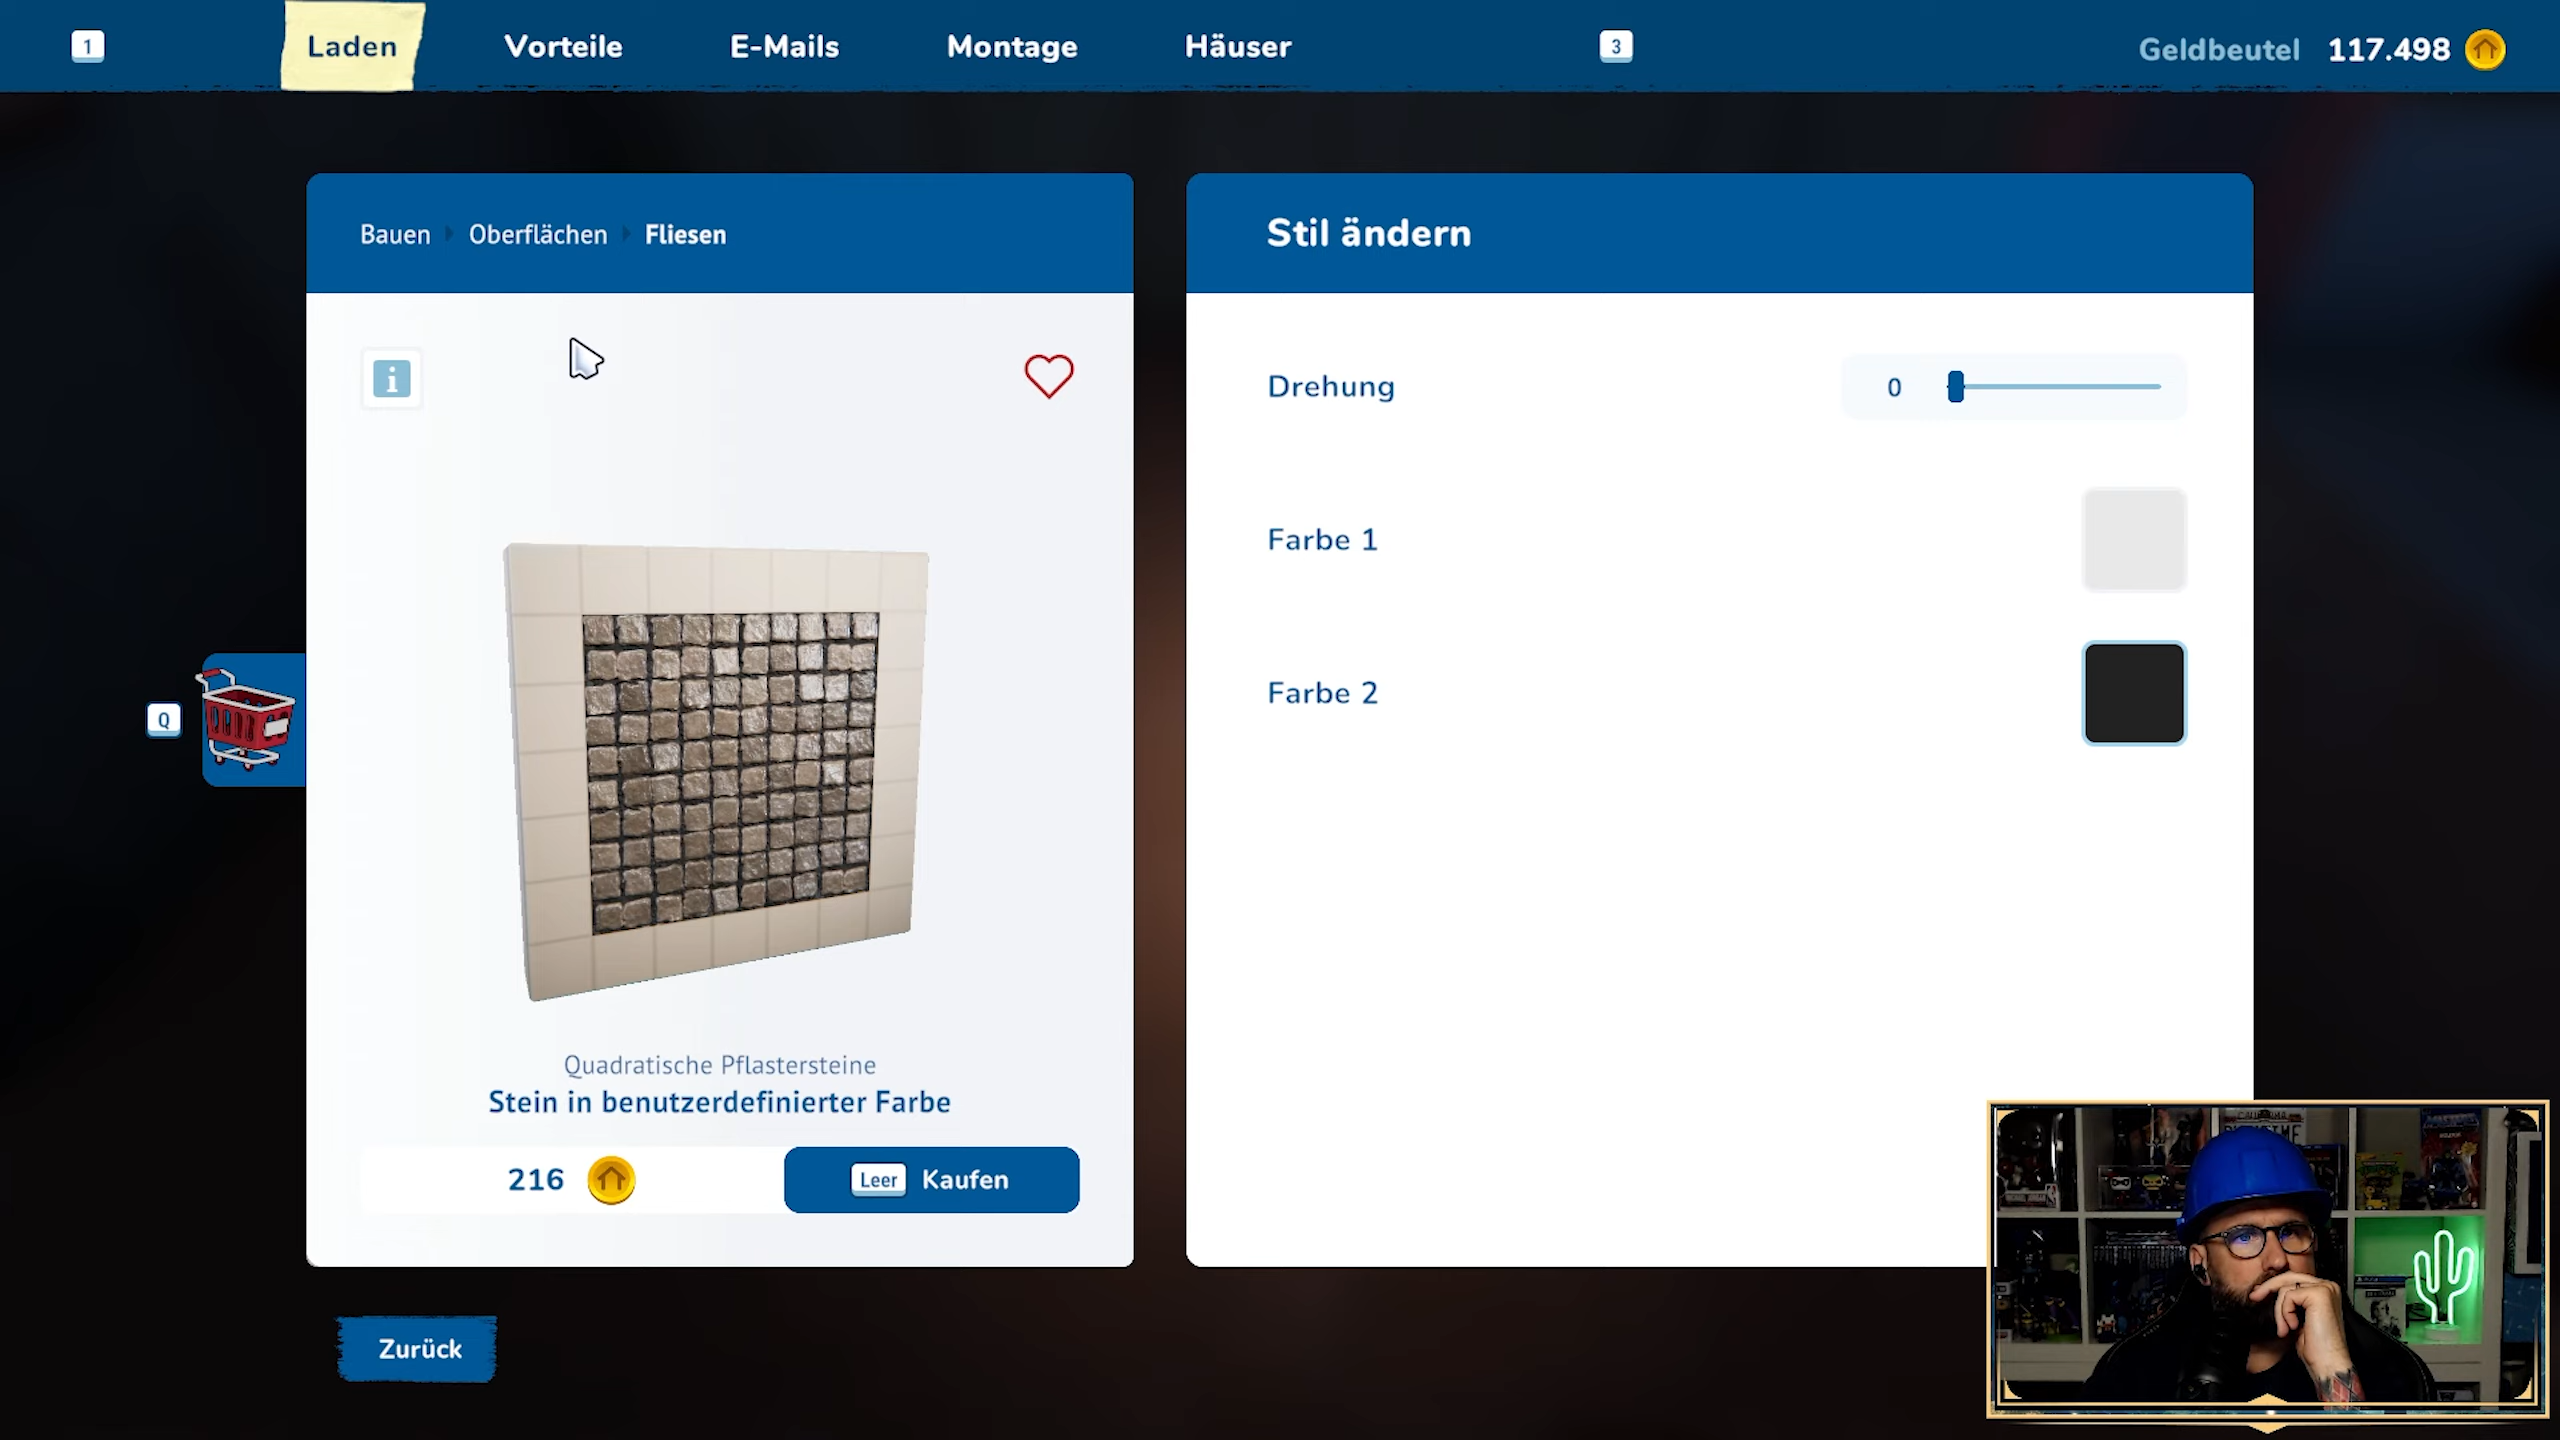 1
Laden
Vorteile
E-Mails
Montage
Häuser
3
Geldbeutel 117.498
Bauen Oberflächen Fliesen
Stil ändern
i
Drehung
0
Farbe 1
Farbe 2
Q
Quadratische Pflastersteine
Stein in benutzerdefinierter Farbe
216
Leer Kaufen
Zurück